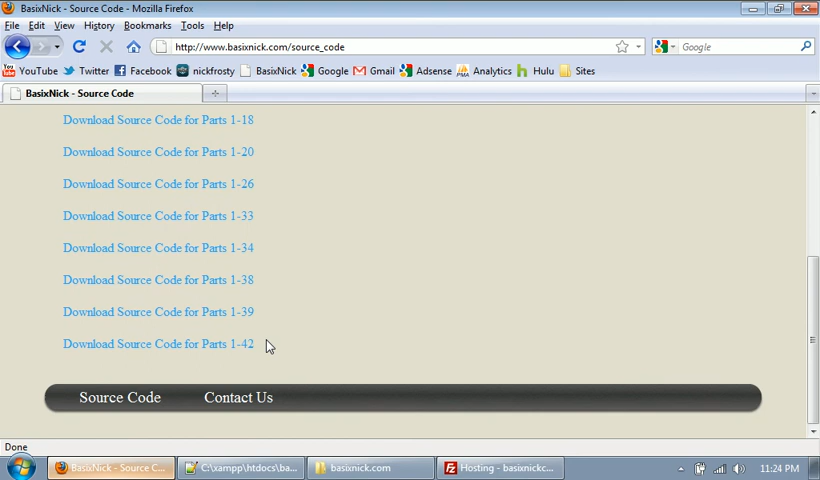 BasixNick - Source Code - Mozilla Firefox
File Edit View History Bookmarks Tools Help
http://www.basixnick.com/source_code
Google
YouTube Twitter Facebook nickfrosty BasixNick Google Gmail Adsense Analytics Hulu Sites
BasixNick - Source Code
Download Source Code for Parts 1-18
Download Source Code for Parts 1-20
Download Source Code for Parts 1-26
Download Source Code for Parts 1-33
Download Source Code for Parts 1-34
Download Source Code for Parts 1-38
Download Source Code for Parts 1-39
Download Source Code for Parts 1-42
Source Code Contact Us
Done
BasixNick - Source C... C:\xampp\htdocs\ba... basixnick.com Hosting - basixnickc... 11:24 PM